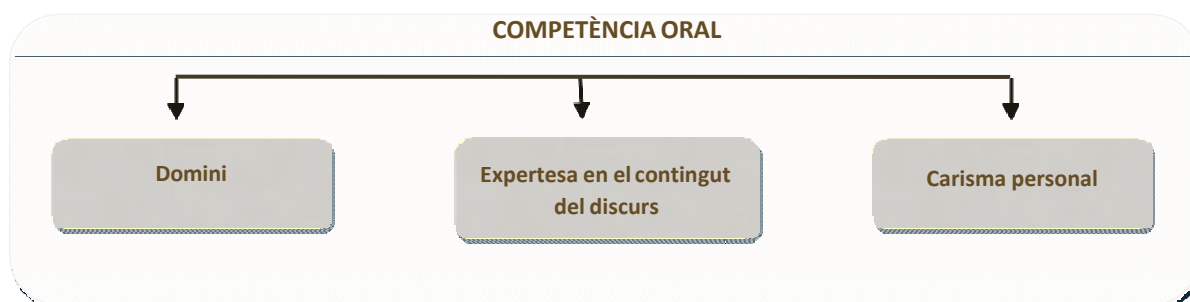 COMPETÈNCIA ORAL
Domini
Expertesa en el contingut
del discurs
Carisma personal